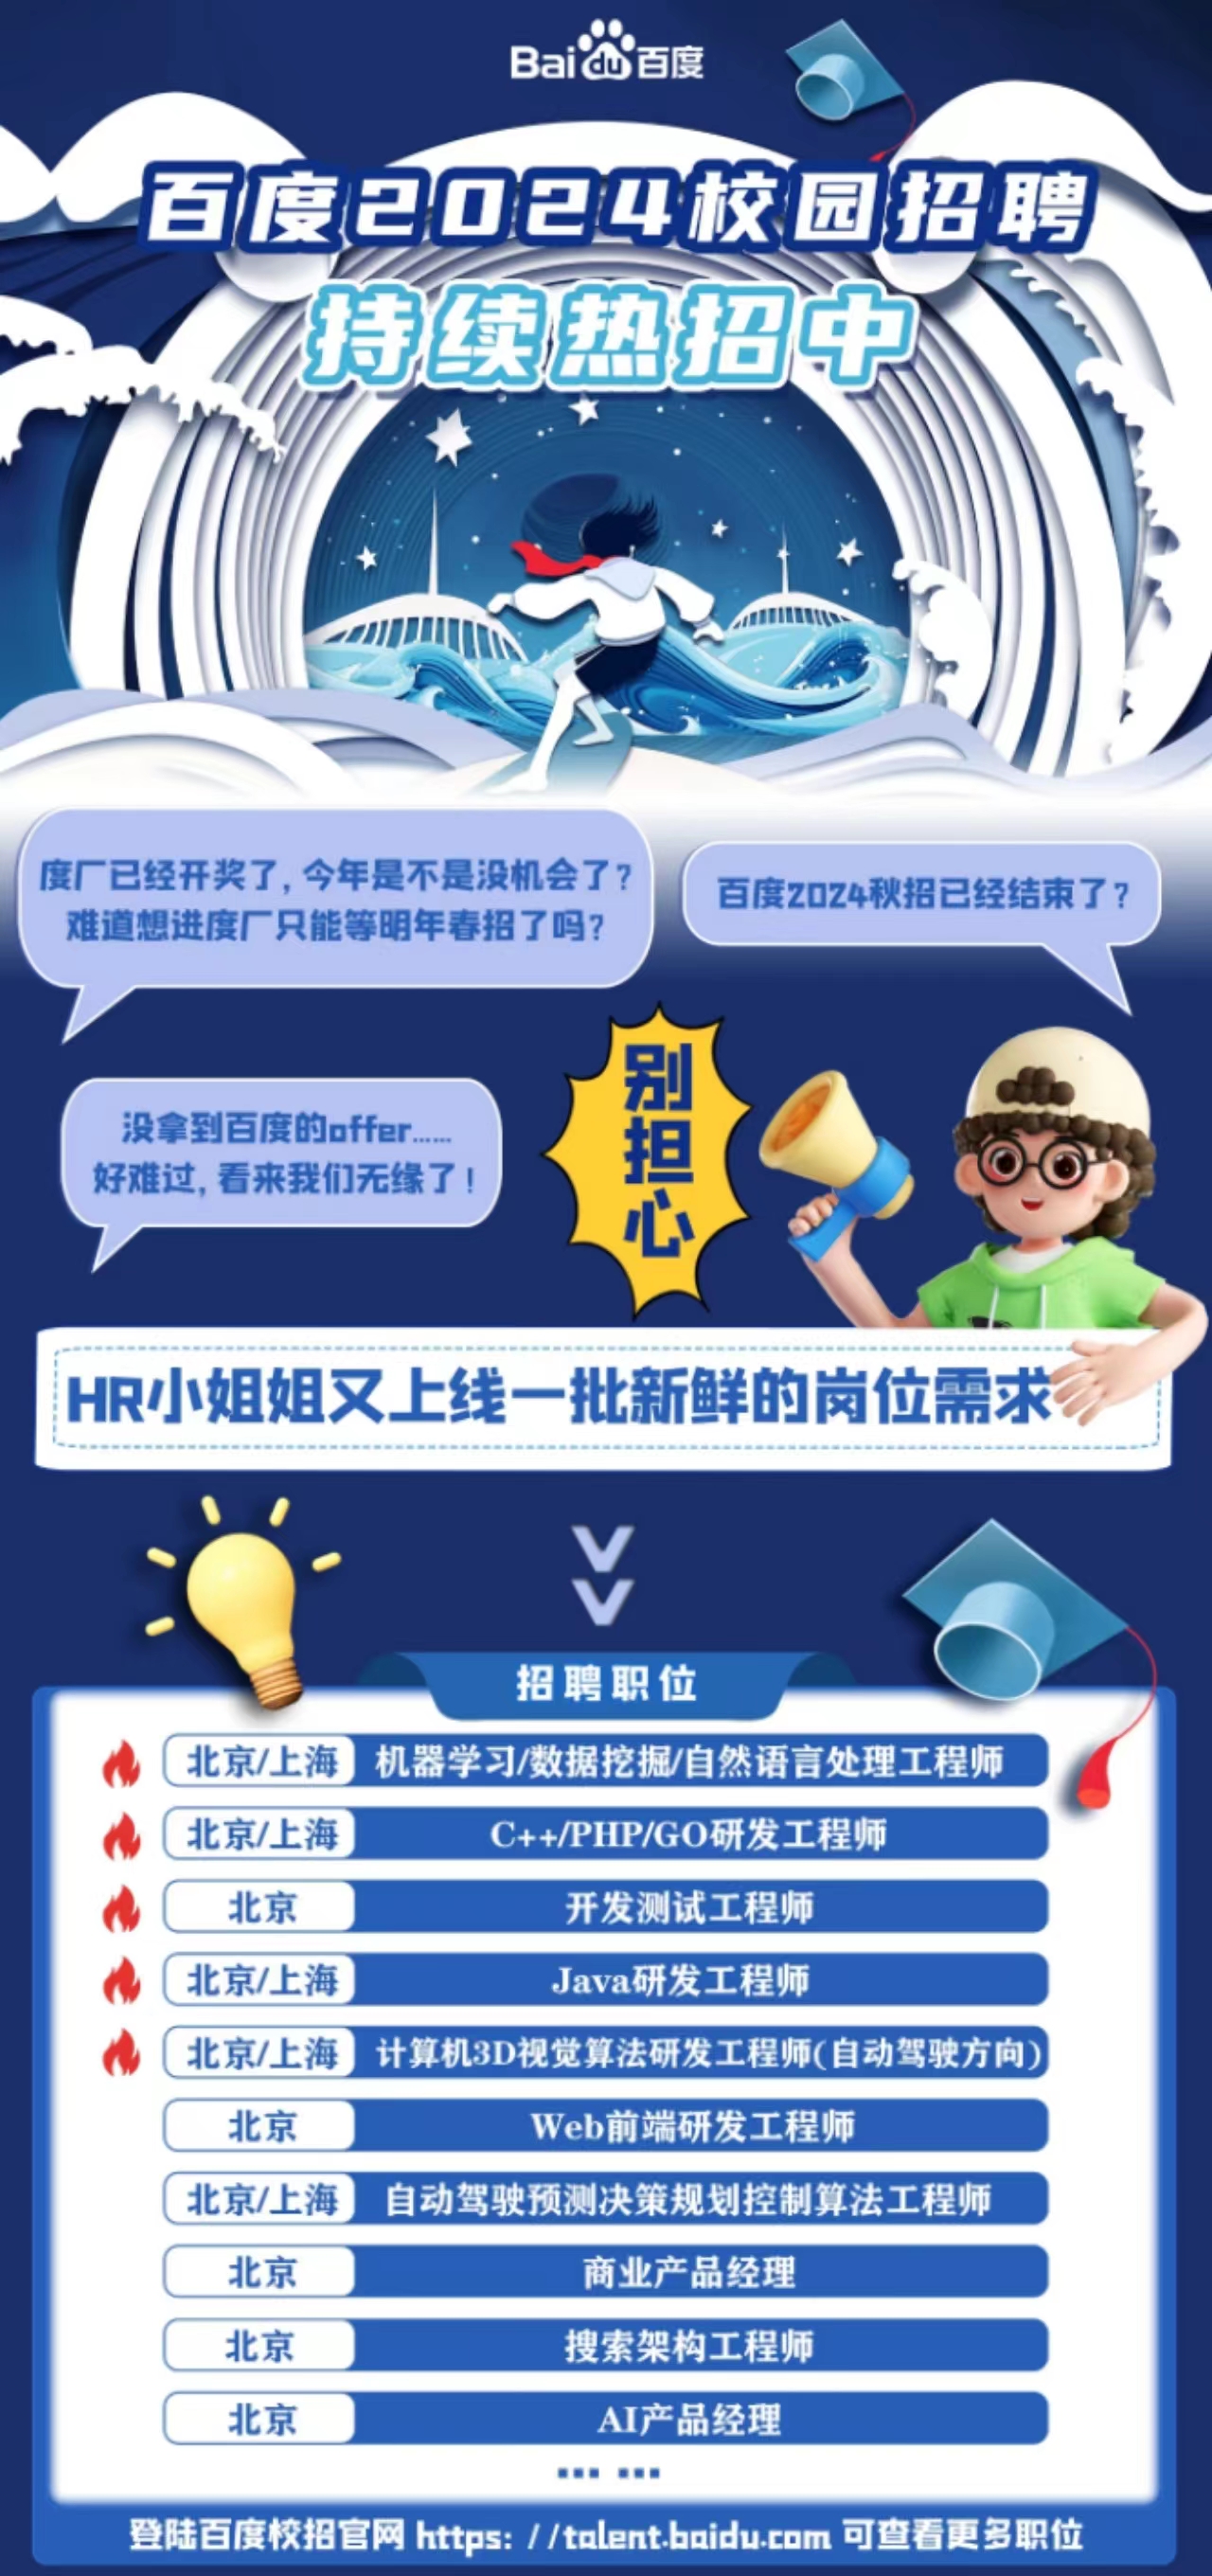 Baidu百度
百度2024校园招聘
持续热招中
度厂已经开奖了, 今年是不是没机会了?
难道想进度厂只能等明年春招了吗?
百度2024秋招已经结束了?
没拿到百度的offer......
好难过, 看来我们无缘了!
别
担
心
HR小姐姐又上线一批新鲜的岗位需求
招聘职位
北京/上海 机器学习/数据挖掘/自然语言处理工程师
北京/上海 C++/PHP/GO研发工程师
北京 开发测试工程师
北京/上海 Java研发工程师
北京/上海 计算机3D视觉算法研发工程师(自动驾驶方向)
北京 Web前端研发工程师
北京/上海 自动驾驶预测决策规划控制算法工程师
北京 商业产品经理
北京 搜索架构工程师
北京 AI产品经理
... ...
登陆百度校招官网 https: //talent.baidu.com 可查看更多职位